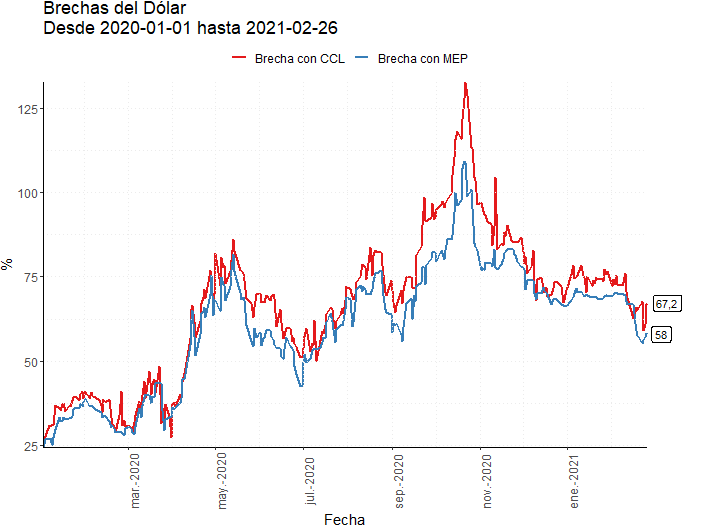 Brechas del Dólar
Desde 2020-01-01 hasta 2021-02-26
Brecha con CCL
Brecha con MEP
%
125
100
75
50
25
67,2
58
mar.-2020
may.-2020
jul.-2020
sep.-2020
nov.-2020
ene.-2021
Fecha